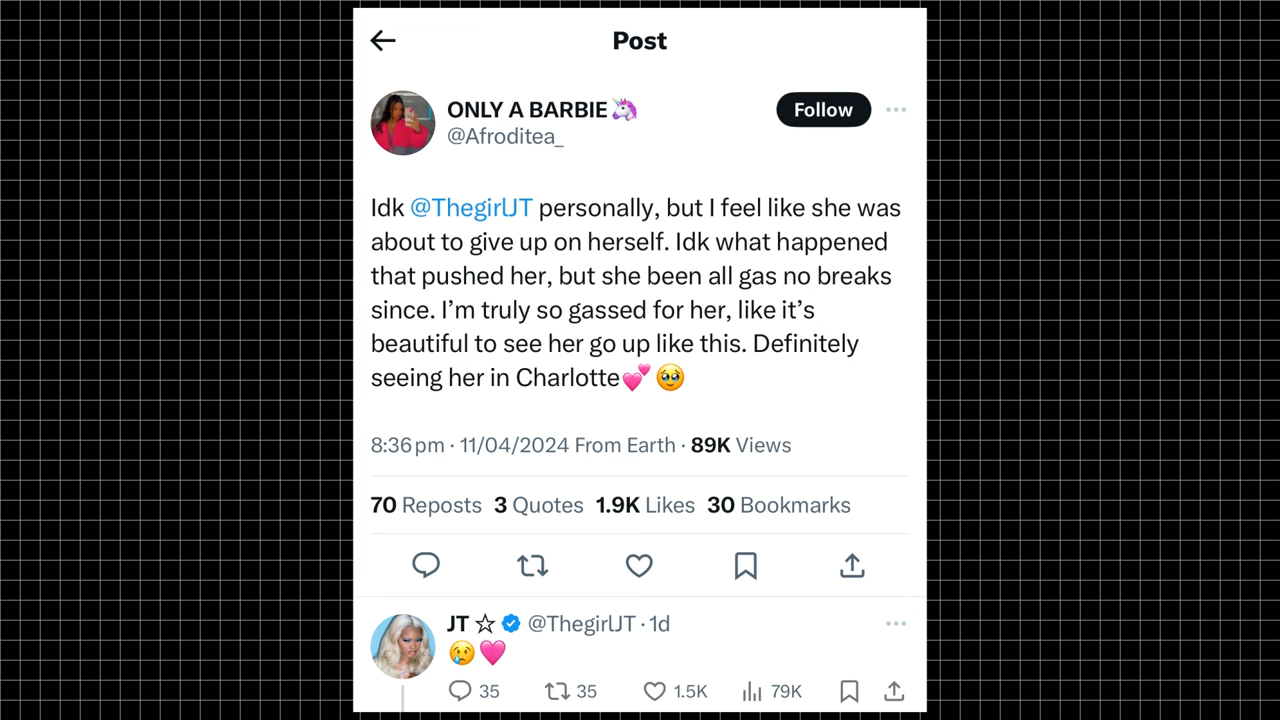 Post
ONLY A BARBIE🦄
Follow
@Afroditea_
Idk @ThegirlJT personally, but I feel like she was
about to give up on herself. Idk what happened
that pushed her, but she been all gas no breaks
since. I’m truly so gassed for her, like it’s
beautiful to see her go up like this. Definitely
seeing her in Charlotte💕🥹
8:36 pm · 11/04/2024 From Earth · 89K Views
70 Reposts 3 Quotes 1.9K Likes 30 Bookmarks
JT ☆ @ThegirlJT · 1d
😢🩷
35 35 1.5K 79K